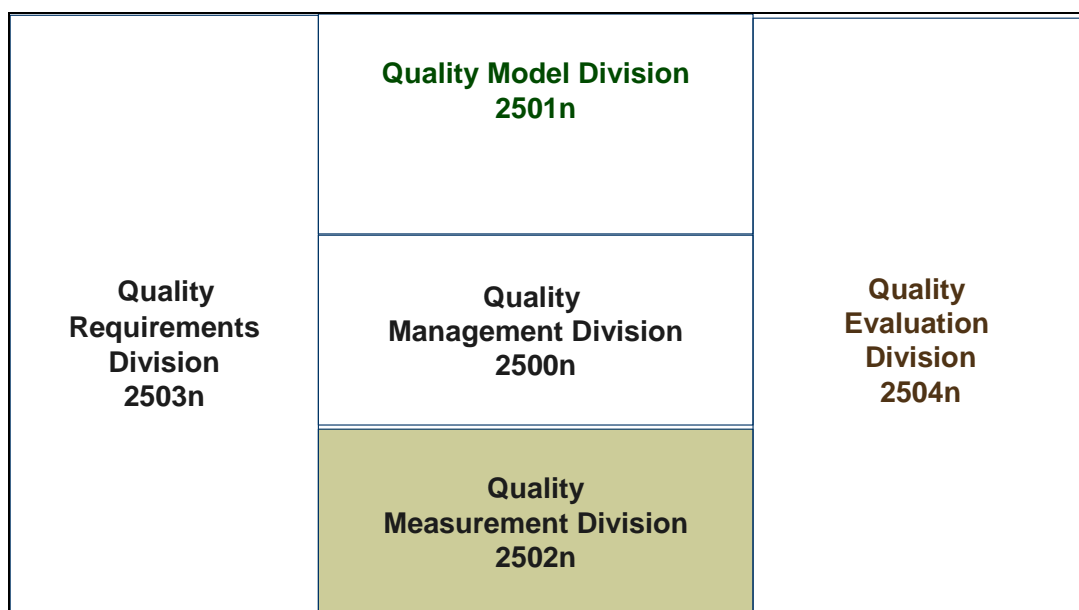 Quality Model Division
2501n
Quality
Requirements
Division
2503n
Quality
Management Division
2500n
Quality
Evaluation
Division
2504n
Quality
Measurement Division
2502n